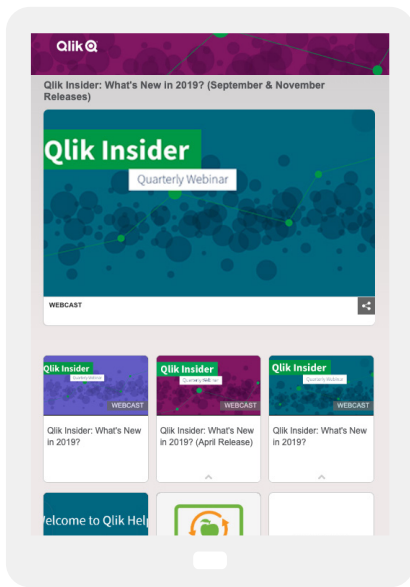 Qlik
Qlik Insider: What's New in 2019? (September & November
Releases)
Qlik Insider
Quarterly Webinar
WEBCAST
Qlik Insider
Quarterly Webinar
WEBCAST
Qlik Insider: What's New
in 2019?
Qlik Insider
Quarterly Webinar
WEBCAST
Qlik Insider: What's New
in 2019? (April Release)
Qlik Insider
Quarterly Webinar
WEBCAST
Qlik Insider: What's New
in 2019?
elcome to Qlik Help